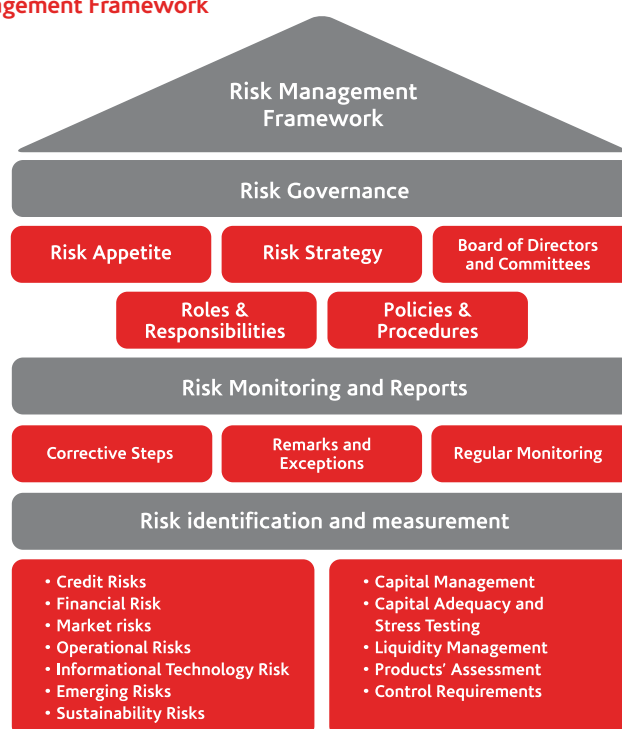 Framework
Risk Management
Framework
Risk Governance
Risk Appetite
Risk Strategy
Board of Directors
and Committees
Roles &
Responsibilities
Policies &
Procedures
Risk Monitoring and Reports
Corrective Steps
Remarks and
Exceptions
Regular Monitoring
Risk identification and measurement
• Credit Risks
• Financial Risk
• Market risks
• Operational Risks
• Informational Technology Risk
• Emerging Risks
• Sustainability Risks
• Capital Management
• Capital Adequacy and
Stress Testing
• Liquidity Management
• Products’ Assessment
• Control Requirements